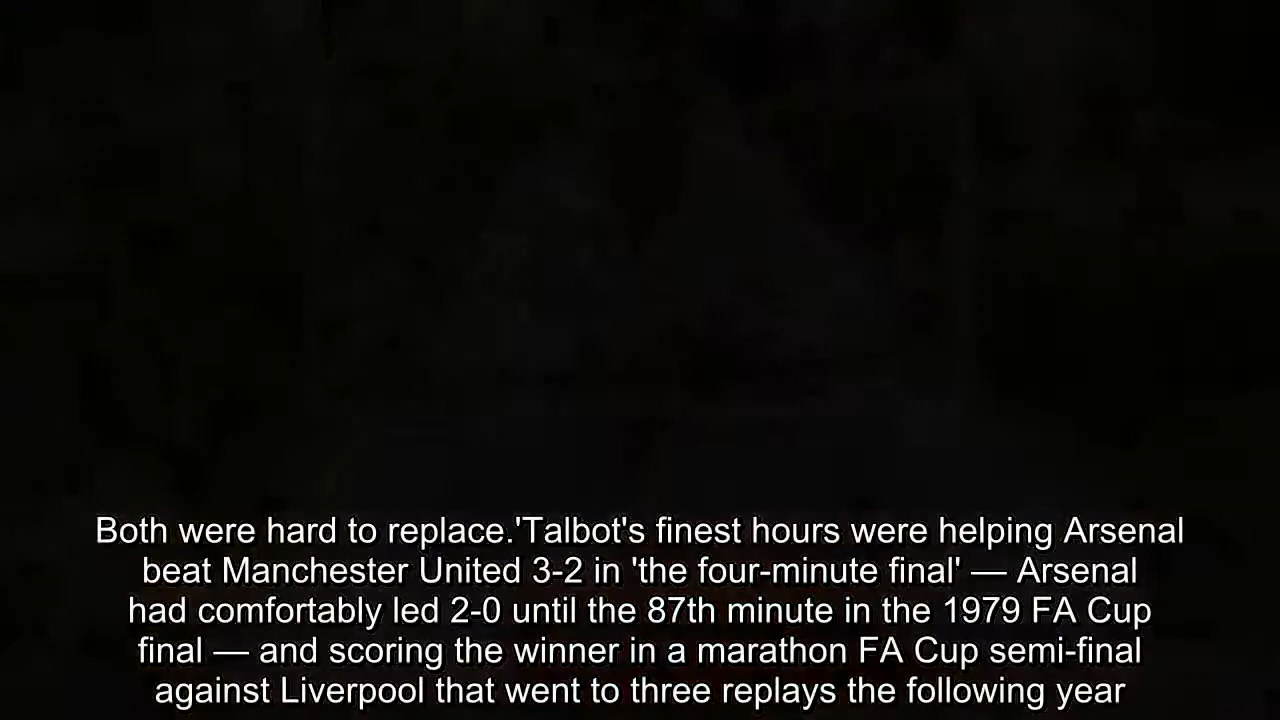 Both were hard to replace.'Talbot's finest hours were helping Arsenal
beat Manchester United 3-2 in 'the four-minute final' — Arsenal
had comfortably led 2-0 until the 87th minute in the 1979 FA Cup
final — and scoring the winner in a marathon FA Cup semi-final
against Liverpool that went to three replays the following year